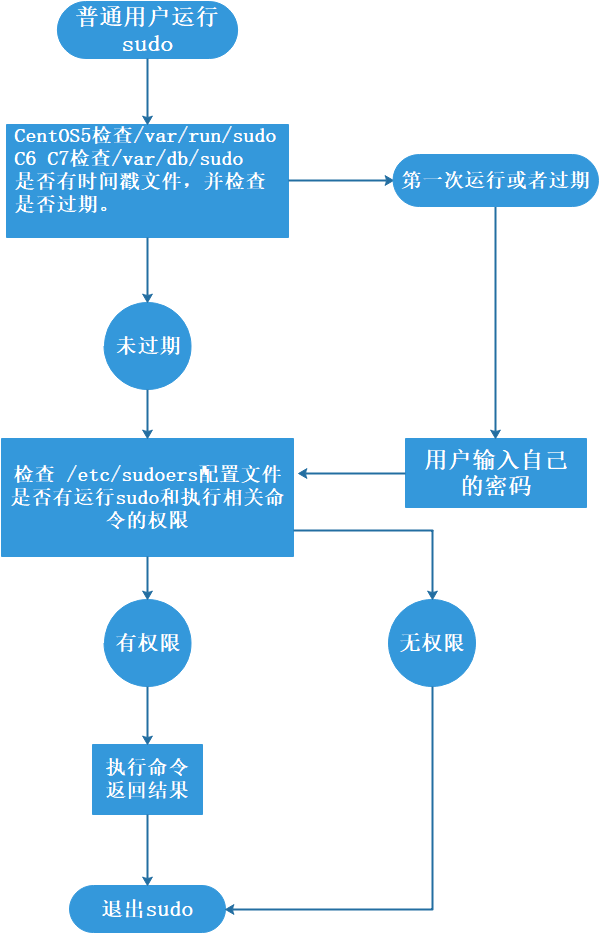 普通用户运行
sudo
CentOS5检查/var/run/sudo
C6 C7检查/var/db/sudo
是否有时间戳文件，并检查
是否过期。
第一次运行或者过期
未过期
检查 /etc/sudoers配置文件
是否有运行sudo和执行相关命
令的权限
用户输入自己
的密码
有权限
无权限
执行命令
返回结果
退出sudo